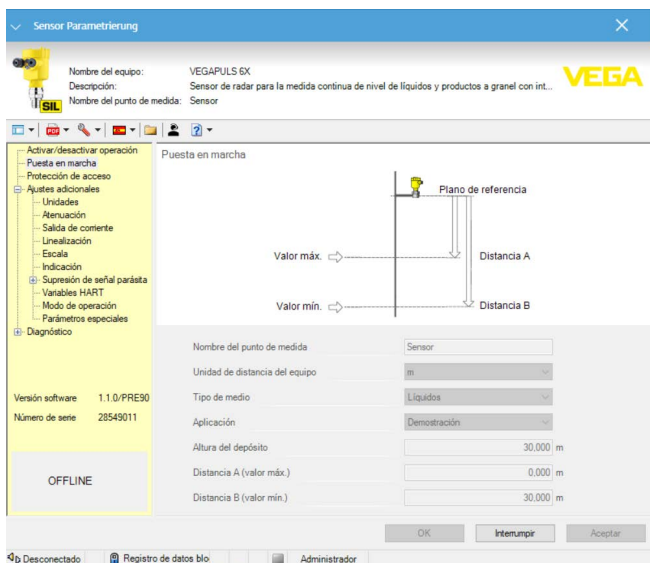 Sensor Parametrierung
SIL
Nombre del equipo: VEGAPULS 6X
Descripción: Sensor de radar para la medida continua de nivel de líquidos y productos a granel con int...
Nombre del punto de medida: Sensor
VEGA
PDF
?
Activar/desactivar operación
Puesta en marcha
Protección de acceso
Ajustes adicionales
Unidades
Atenuación
Salida de corriente
Linealización
Escala
Indicación
Supresión de señal parásita
Variables HART
Modo de operación
Parámetros especiales
Diagnóstico
Versión software 1.1.0/PRE90
Número de serie 28549011
OFFLINE
Puesta en marcha
Plano de referencia
Valor máx. Distancia A
Valor mín. Distancia B
Nombre del punto de medida Sensor
Unidad de distancia del equipo m
Tipo de medio Líquidos
Aplicación Demostración
Altura del depósito 30,000 m
Distancia A (valor máx.) 0,000 m
Distancia B (valor mín.) 30,000 m
OK Interrumpir Aceptar
Desconectado Registro de datos blo Administrador